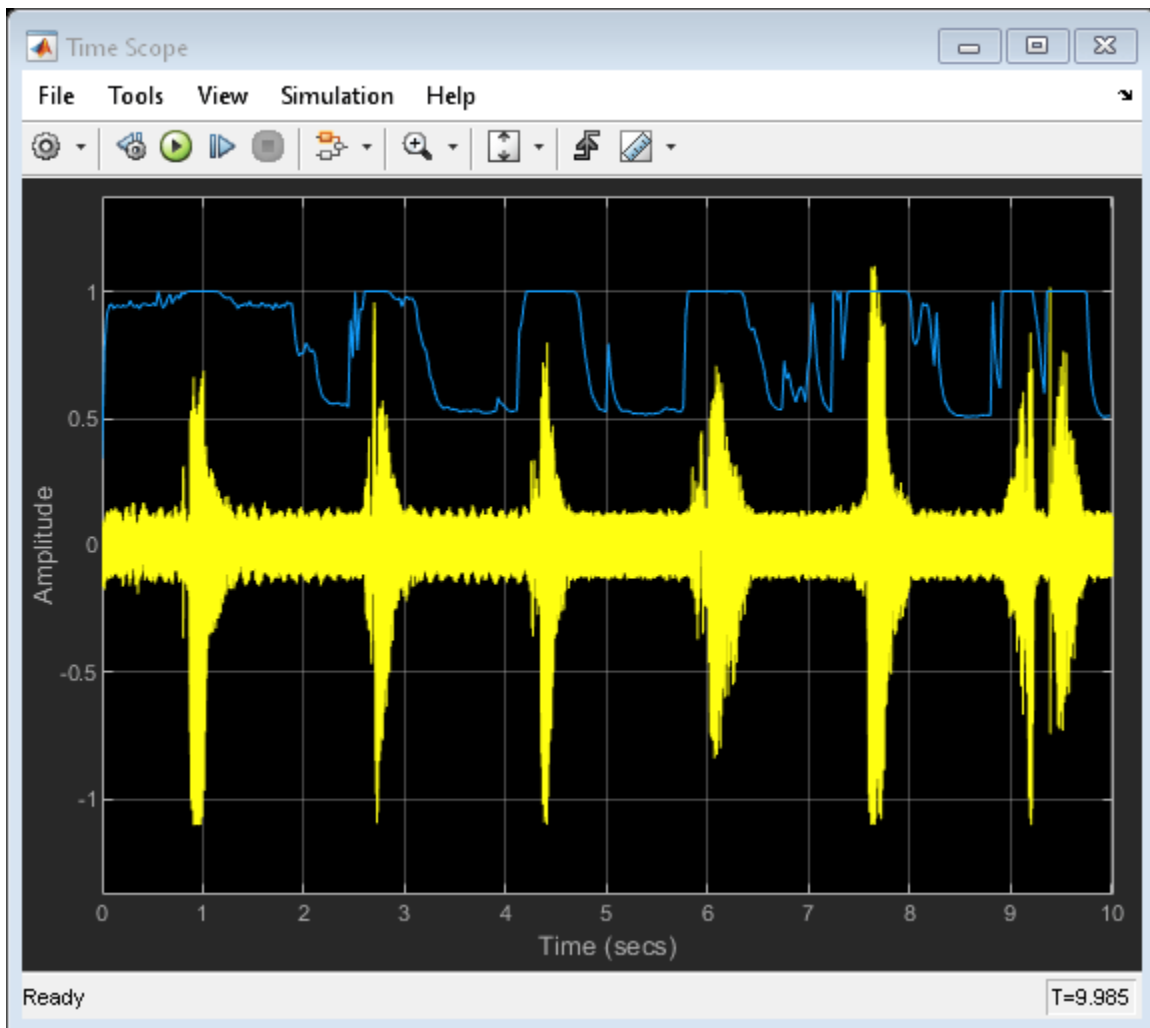 Time Scope
File Tools View Simulation Help
1
0.5
0
-0.5
-1
Amplitude
0 1 2 3 4 5 6 7 8 9 10
Time (secs)
Ready T=9.985